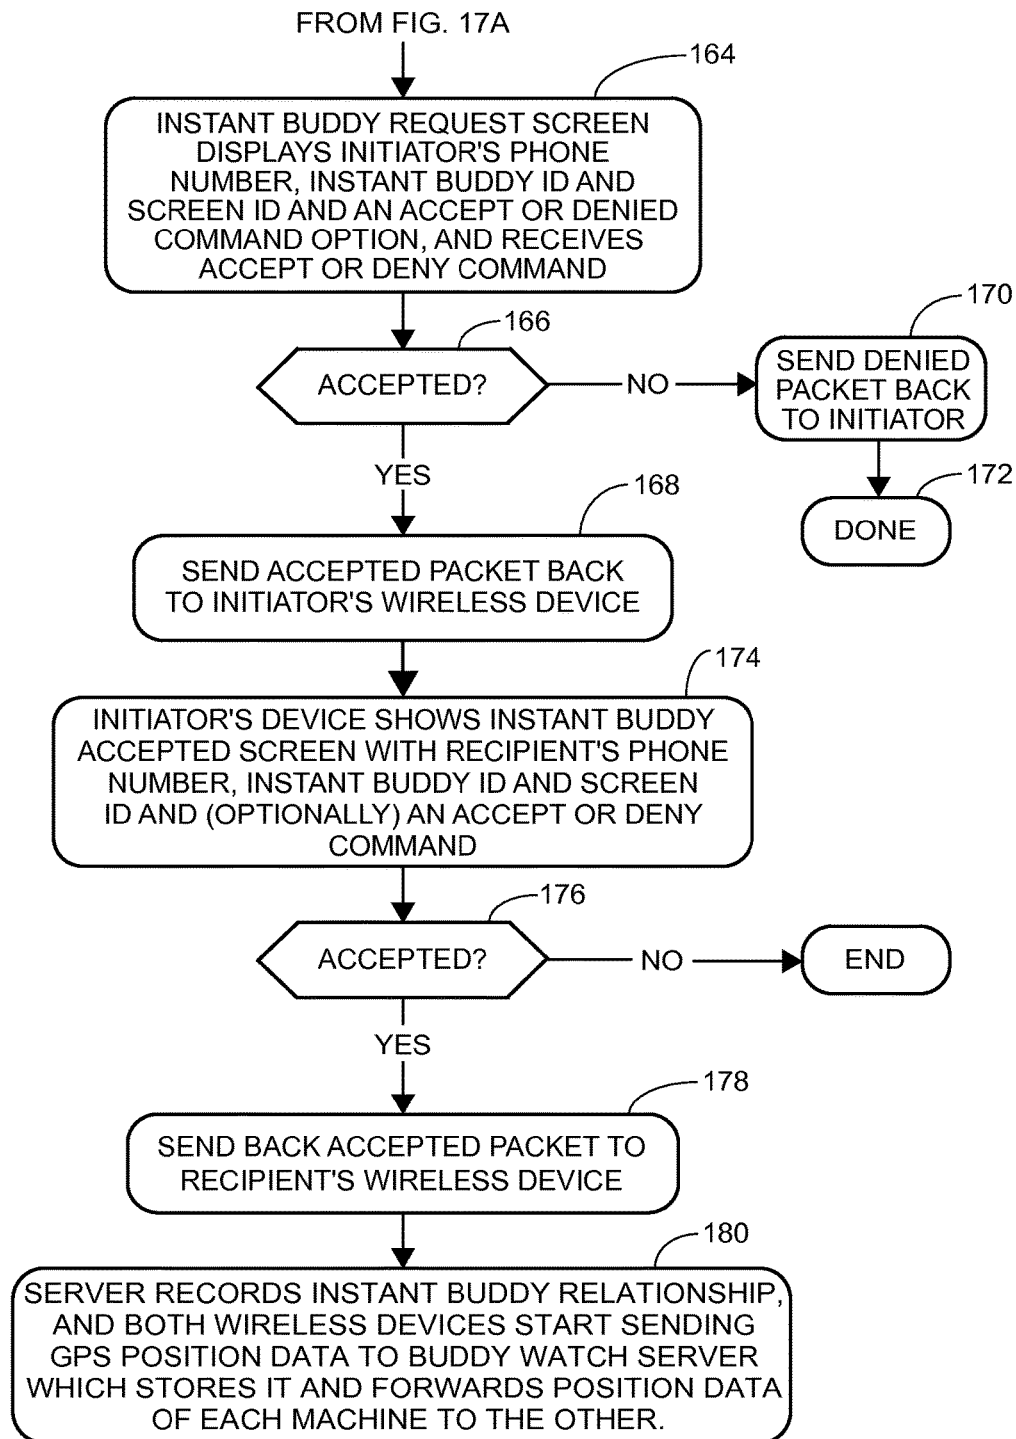 FROM FIG. 17A
164
INSTANT BUDDY REQUEST SCREEN
DISPLAYS INITIATOR'S PHONE
NUMBER, INSTANT BUDDY ID AND
SCREEN ID AND AN ACCEPT OR DENIED
COMMAND OPTION, AND RECEIVES
ACCEPT OR DENY COMMAND
166
ACCEPTED?
NO
170
SEND DENIED
PACKET BACK
TO INITIATOR
172
DONE
YES
168
SEND ACCEPTED PACKET BACK
TO INITIATOR'S WIRELESS DEVICE
174
INITIATOR'S DEVICE SHOWS INSTANT BUDDY
ACCEPTED SCREEN WITH RECIPIENT'S PHONE
NUMBER, INSTANT BUDDY ID AND SCREEN
ID AND (OPTIONALLY) AN ACCEPT OR DENY
COMMAND
176
ACCEPTED?
NO
END
YES
178
SEND BACK ACCEPTED PACKET TO
RECIPIENT'S WIRELESS DEVICE
180
SERVER RECORDS INSTANT BUDDY RELATIONSHIP,
AND BOTH WIRELESS DEVICES START SENDING
GPS POSITION DATA TO BUDDY WATCH SERVER
WHICH STORES IT AND FORWARDS POSITION DATA
OF EACH MACHINE TO THE OTHER.